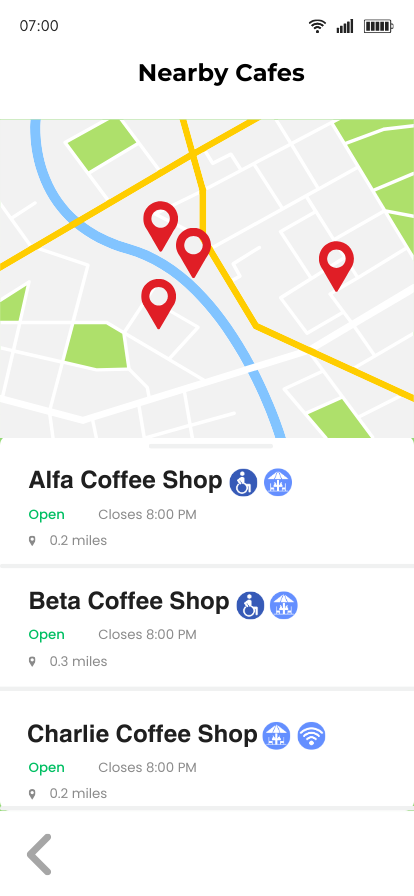 07:00
Nearby Cafes
Alfa Coffee Shop
Open Closes 8:00 PM
0.2 miles
Beta Coffee Shop
Open Closes 8:00 PM
0.3 miles
Charlie Coffee Shop
Open Closes 8:00 PM
0.2 miles